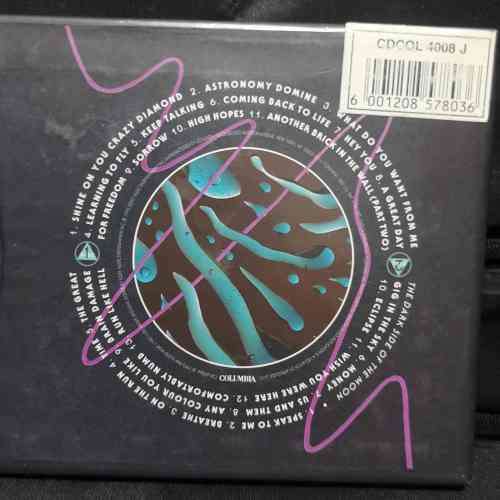 CDCOL 4008 J
6 001208 578036
1. SHINE ON YOU CRAZY DIAMOND 2. ASTRONOMY DOMINE 3. WHAT DO YOU WANT FROM ME
4. LEARNING TO FLY 5. KEEP TALKING 6. COMING BACK TO LIFE 7. HEY YOU 8. A GREAT DAY
FOR FREEDOM 9. SORROW 10. HIGH HOPES 11. ANOTHER BRICK IN THE WALL (PART TWO)
THE DARK SIDE OF THE MOON •
1. SPEAK TO ME 2. BREATHE 3. ON THE RUN 4. TIME 5. THE GREAT
GIG IN THE SKY 6. MONEY 7. US AND THEM 8. ANY COLOUR YOU LIKE 9. BRAIN DAMAGE
10. ECLIPSE 11. WISH YOU WERE HERE 12. COMFORTABLY NUMB 13. RUN LIKE HELL
COLUMBIA